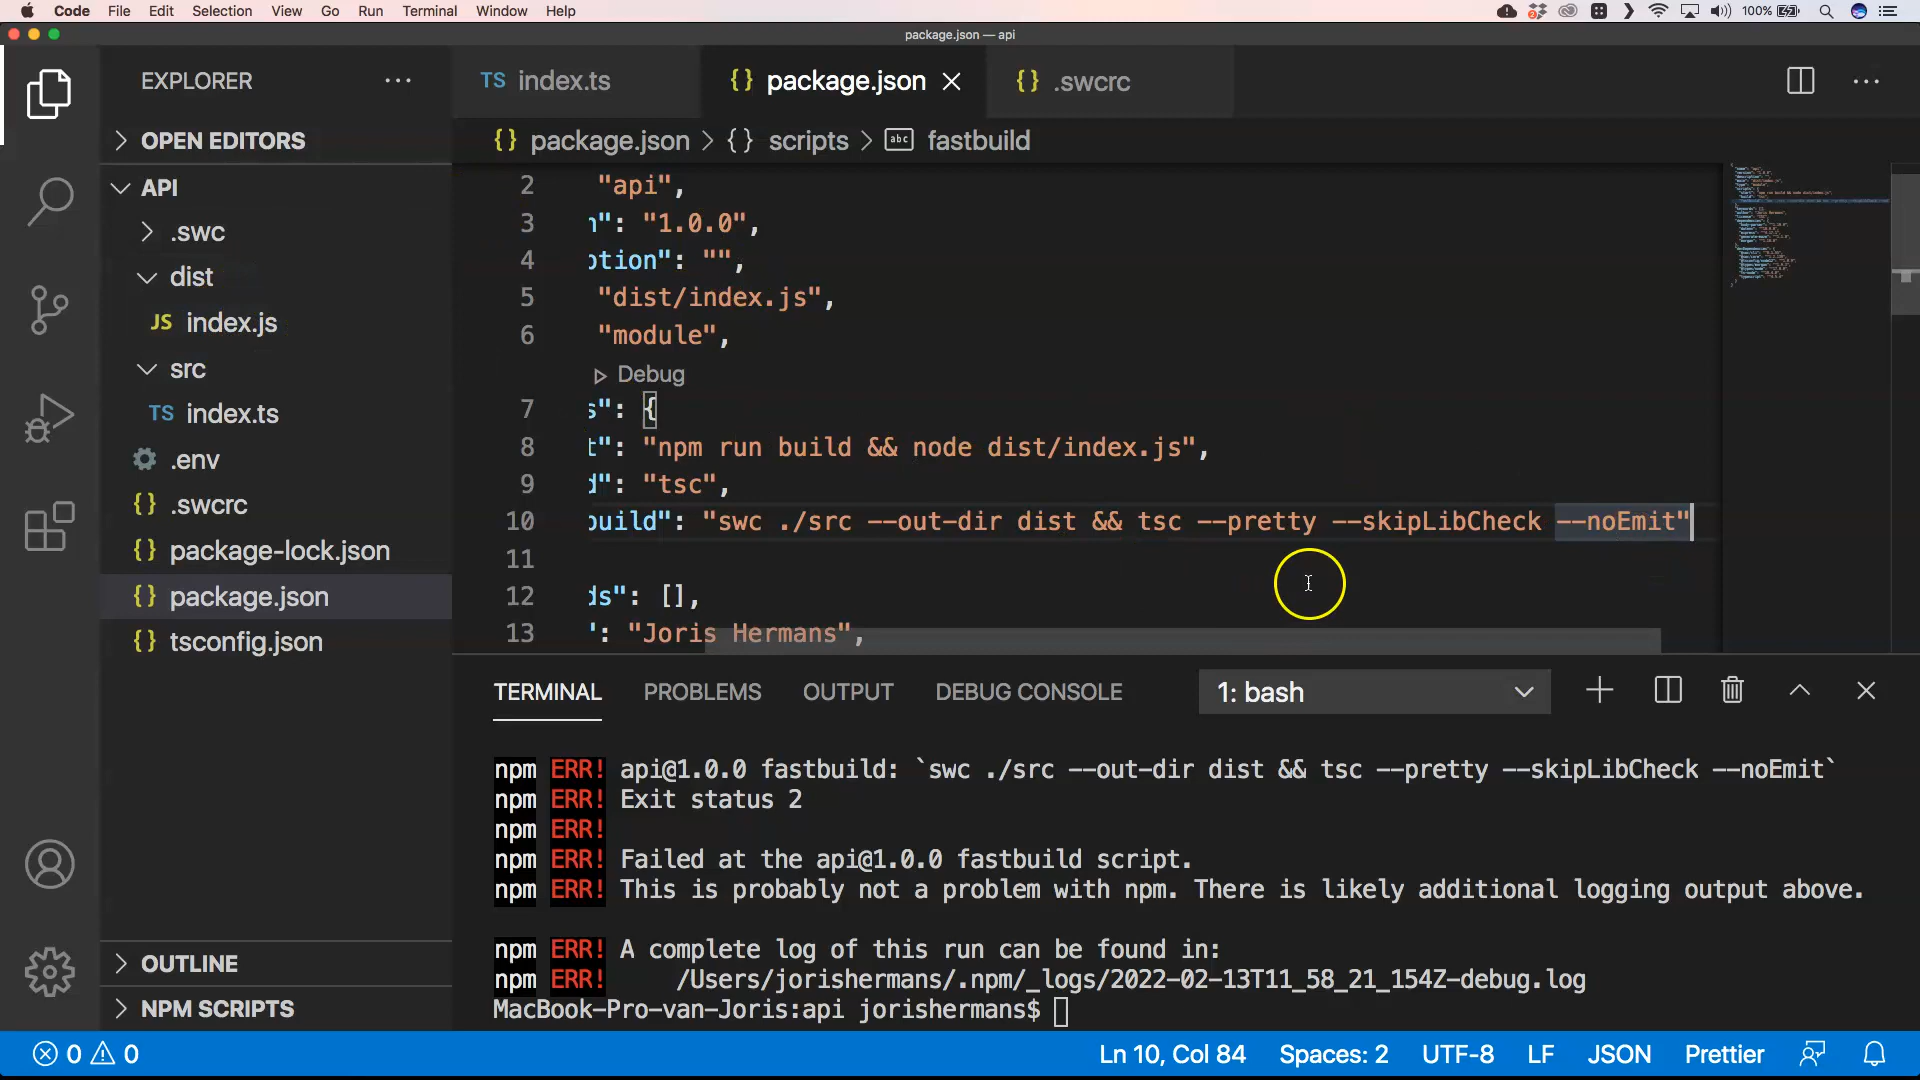 Code File Edit Selection View Go Run Terminal Window Help 100%
package.json — api
EXPLORER
TS index.ts
{} package.json
{} .swcrc
OPEN EDITORS
{} package.json > {} scripts > abc fastbuild
API
.swc
dist
JS index.js
src
TS index.ts
.env
{} .swcrc
{} package-lock.json
{} package.json
{} tsconfig.json
OUTLINE
NPM SCRIPTS
2 "api",
3 n": "1.0.0",
4 ption": "",
5 "dist/index.js",
6 "module",
Debug
7 s": {
8 t": "npm run build && node dist/index.js",
9 d": "tsc",
10 build": "swc ./src --out-dir dist && tsc --pretty --skipLibCheck --noEmit"
11
12 ds": [],
13 ": "Joris Hermans",
TERMINAL PROBLEMS OUTPUT DEBUG CONSOLE 1: bash
npm ERR! api@1.0.0 fastbuild: `swc ./src --out-dir dist && tsc --pretty --skipLibCheck --noEmit`
npm ERR! Exit status 2
npm ERR!
npm ERR! Failed at the api@1.0.0 fastbuild script.
npm ERR! This is probably not a problem with npm. There is likely additional logging output above.
npm ERR! A complete log of this run can be found in:
npm ERR!     /Users/jorishermans/.npm/_logs/2022-02-13T11_58_21_154Z-debug.log
MacBook-Pro-van-Joris:api jorishermans$
0 0 Ln 10, Col 84 Spaces: 2 UTF-8 LF JSON Prettier